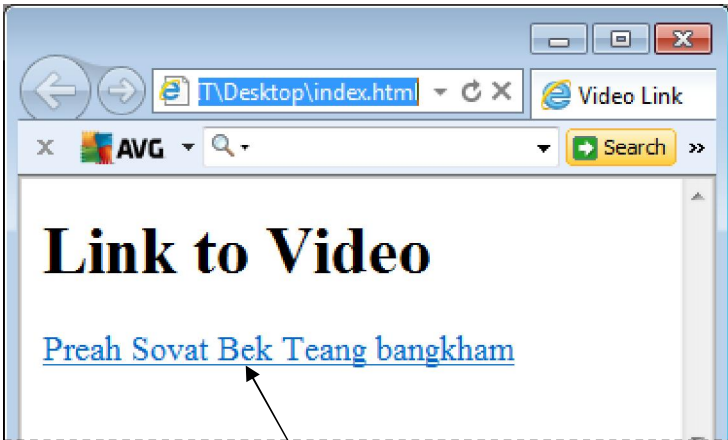 T\Desktop\index.html
Video Link
x AVG
Search »
Link to Video
Preah Sovat Bek Teang bangkham